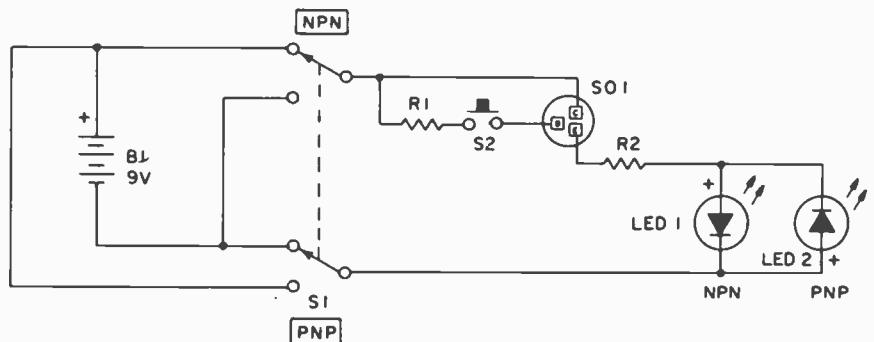 NPN
SO1
R1
C
B
E
S2
R2
+
B1
9V
+
LED 1
LED 2
+
S1
NPN
PNP
PNP